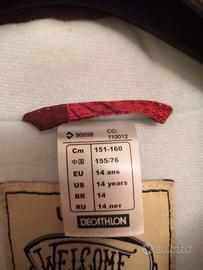 96698 CC: 110012
Cm 151-160
中国 155/76
EU 14 ans
US 14 years
BR 14
RU 14 лет
DECATHLON
WELCOME
subito